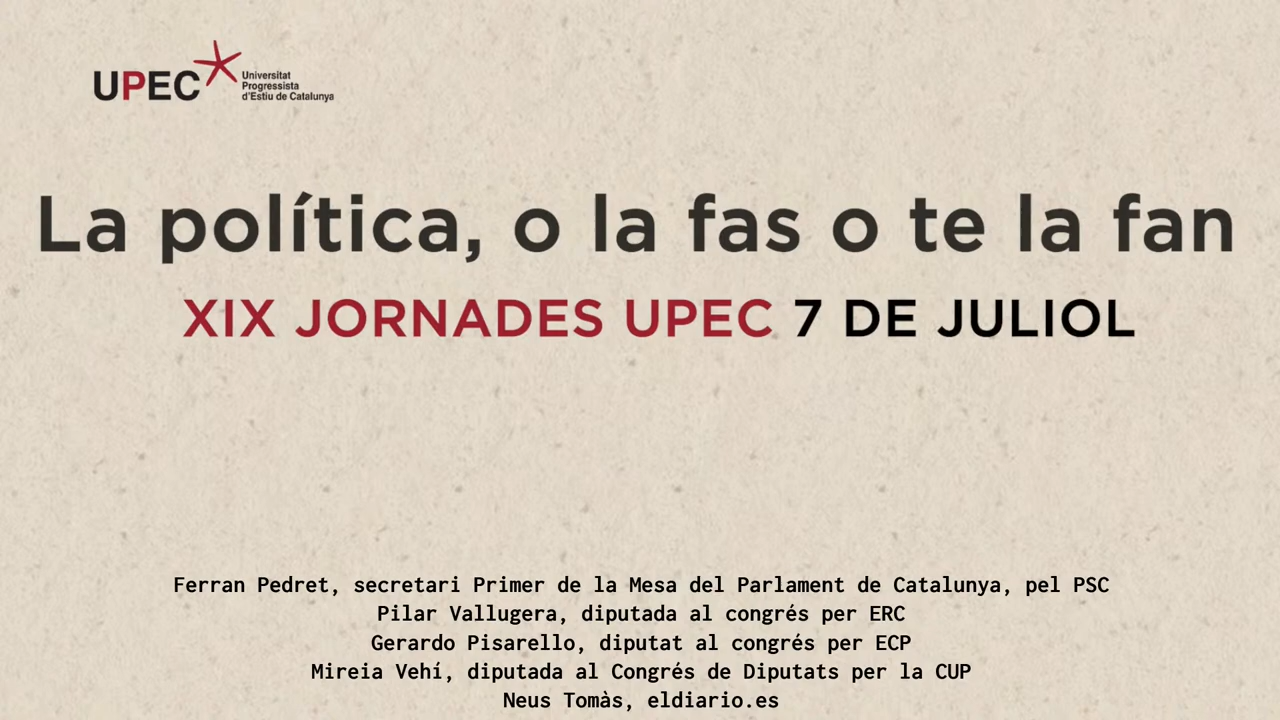 UPEC
Universitat
Progressista
d'Estiu de Catalunya
La política, o la fas o te la fan
XIX JORNADES UPEC 7 DE JULIOL
Ferran Pedret, secretari Primer de la Mesa del Parlament de Catalunya, pel PSC
Pilar Vallugera, diputada al congrés per ERC
Gerardo Pisarello, diputat al congrés per ECP
Mireia Vehí, diputada al Congrés de Diputats per la CUP
Neus Tomàs, eldiario.es